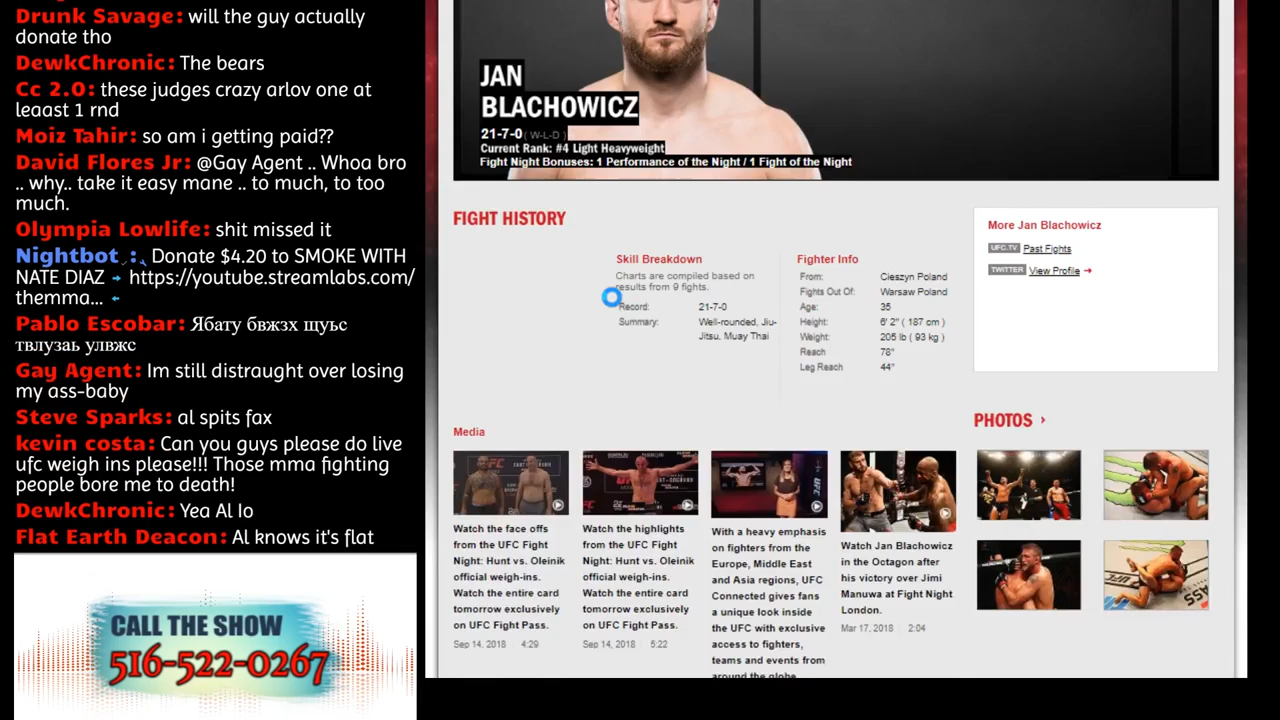 Drunk Savage: will the guy actually
donate tho
DewkChronic: The bears
Cc 2.0: these judges crazy arlov one at
leaast 1 rnd
Moiz Tahir: so am i getting paid??
David Flores Jr: @Gay Agent .. Whoa bro
.. why.. take it easy mane .. to much, to too
much.
Olympia Lowlife: shit missed it
Nightbot : Donate $4.20 to SMOKE WITH
NATE DIAZ → https://youtube.streamlabs.com/
themma... ←
Pablo Escobar: Ябату бвжзх щуьс
твлузаь улвжс
Gay Agent: Im still distraught over losing
my ass-baby
Steve Sparks: al spits fax
kevin costa: Can you guys please do live
ufc weigh ins please!!! Those mma fighting
people bore me to death!
DewkChronic: Yea Al lo
Flat Earth Deacon: Al knows it's flat
CALL THE SHOW
516-522-0267
JAN
BLACHOWICZ
21-7-0 ( W-L-D )
Current Rank: #4 Light Heavyweight
Fight Night Bonuses: 1 Performance of the Night / 1 Fight of the Night
FIGHT HISTORY
Skill Breakdown
Charts are compiled based on
results from 9 fights.
Record: 21-7-0
Summary: Well-rounded, Jiu-
Jitsu, Muay Thai
Fighter Info
From: Cieszyn Poland
Fights Out Of: Warsaw Poland
Age: 35
Height: 6' 2" ( 187 cm )
Weight: 205 lb ( 93 kg )
Reach 78"
Leg Reach 44"
More Jan Blachowicz
UFC.TV Past Fights
TWITTER View Profile →
Media
Watch the face offs
from the UFC Fight
Night: Hunt vs. Oleinik
official weigh-ins.
Watch the entire card
tomorrow exclusively
on UFC Fight Pass.
Sep 14, 2018 4:29
Watch the highlights
from the UFC Fight
Night: Hunt vs. Oleinik
official weigh-ins.
Watch the entire card
tomorrow exclusively
on UFC Fight Pass.
Sep 14, 2018 5:22
With a heavy emphasis
on fighters from the
Europe, Middle East
and Asia regions, UFC
Connected gives fans
a unique look inside
the UFC with exclusive
access to fighters,
teams and events from
around the globe
Watch Jan Blachowicz
in the Octagon after
his victory over Jimi
Manuwa at Fight Night
London.
Mar 17, 2018 2:04
PHOTOS ›